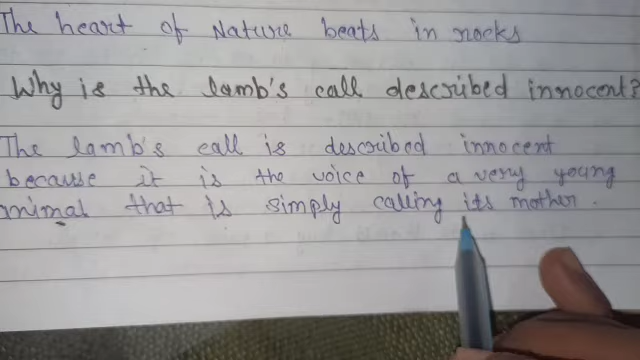 The heart of Nature beats in rocks
Why is the lamb's call described innocent?
The lamb's call is described innocent
because it is the voice of a very young
nimal that is simply calling its mother.